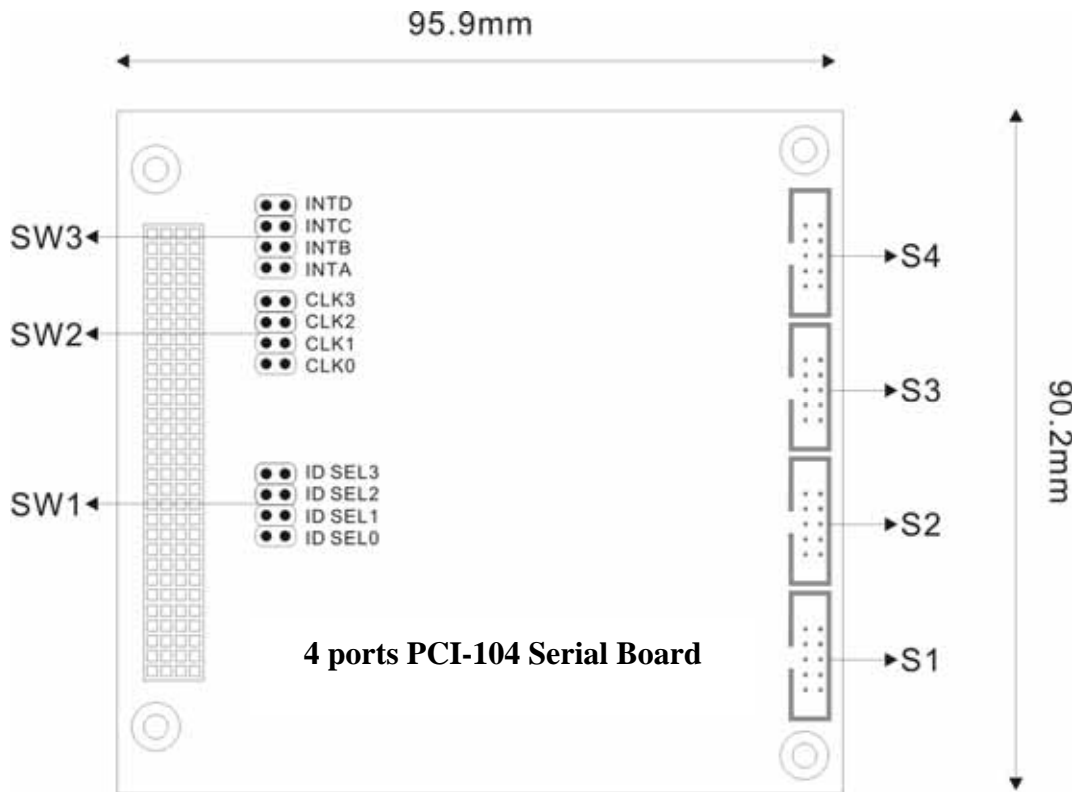 95.9mm
INTD
INTC
SW3
INTB
INTA
S4
CLK3
CLK2
SW2
CLK1
CLK0
S3
90.2mm
ID SEL3
ID SEL2
SW1
ID SEL1
ID SEL0
S2
4 ports PCI-104 Serial Board
S1